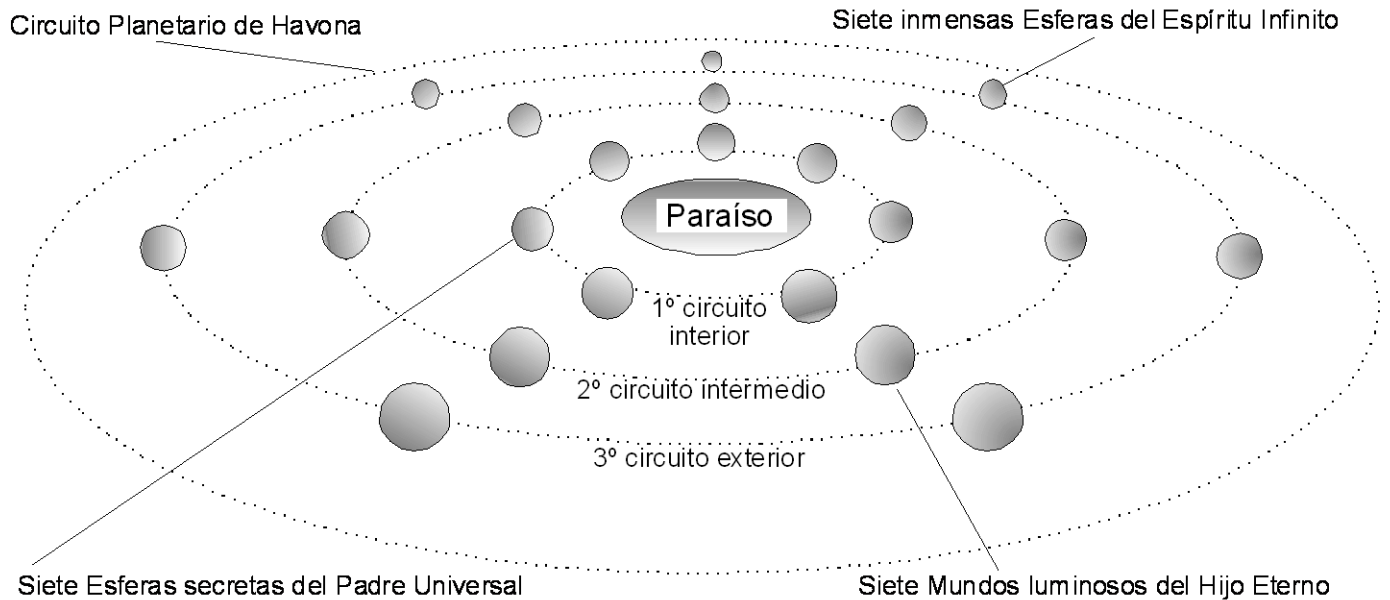 Circuito Planetario de Havona
Siete inmensas Esferas del Espíritu Infinito
Paraíso
1º circuito
interior
2º circuito intermedio
3º circuito exterior
Siete Esferas secretas del Padre Universal
Siete Mundos luminosos del Hijo Eterno